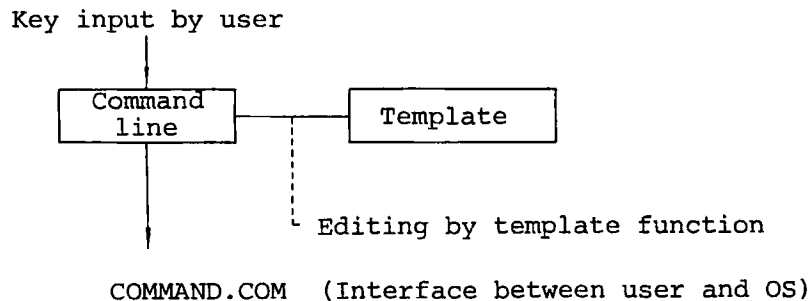 Key input by user
Command
line
Template
Editing by template function
COMMAND.COM (Interface between user and OS)